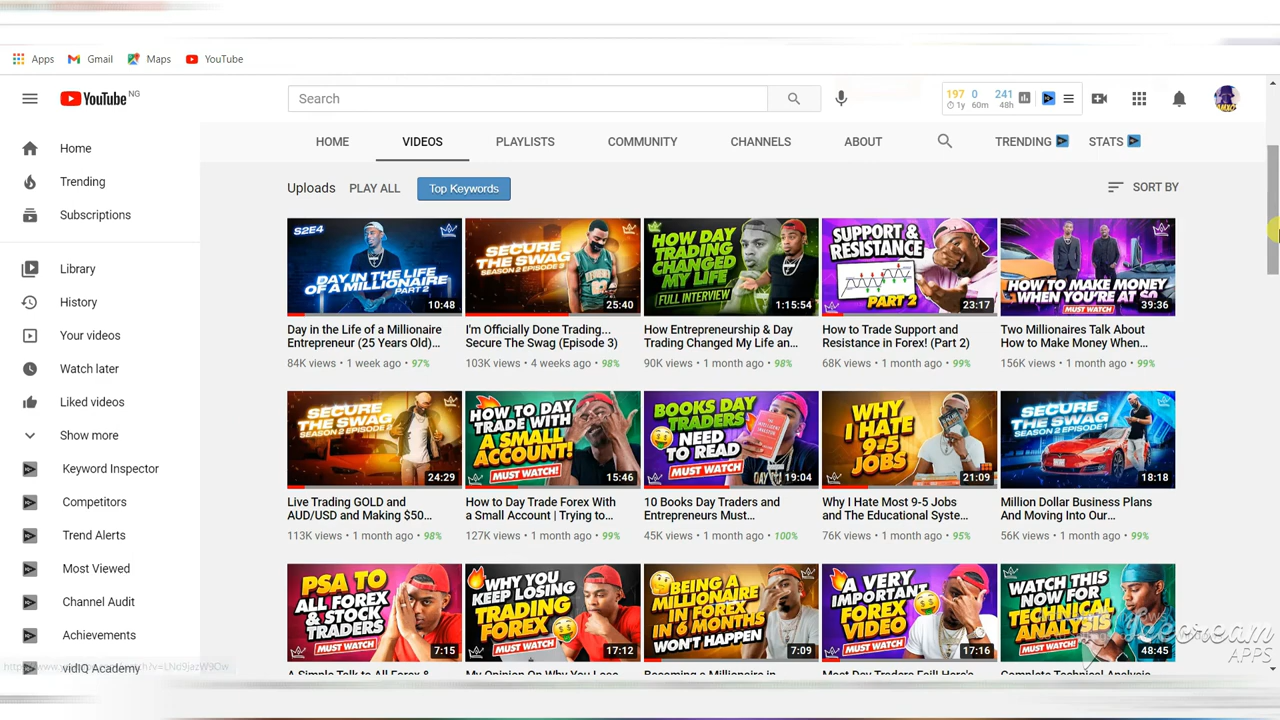 Apps Gmail Maps YouTube
YouTube NG
Search
197 0 241
1y 60m 48h
HOME VIDEOS PLAYLISTS COMMUNITY CHANNELS ABOUT TRENDING STATS
Uploads PLAY ALL Top Keywords SORT BY
Home
Trending
Subscriptions
Library
History
Your videos
Watch later
Liked videos
Show more
Keyword Inspector
Competitors
Trend Alerts
Most Viewed
Channel Audit
Achievements
vidIQ Academy
S2E4
DAY IN THE LIFE
OF A MILLIONAIRE
PART 2
10:48
Day in the Life of a Millionaire
Entrepreneur (25 Years Old)...
84K views • 1 week ago • 97%
SECURE
THE SWAG
SEASON 2 EPISODE 3
25:40
I'm Officially Done Trading...
Secure The Swag (Episode 3)
103K views • 4 weeks ago • 98%
HOW DAY
TRADING
CHANGED
MY LIFE
FULL INTERVIEW
1:15:54
How Entrepreneurship & Day
Trading Changed My Life an...
90K views • 1 month ago • 98%
SUPPORT &
RESISTANCE
PART 2
23:17
How to Trade Support and
Resistance in Forex! (Part 2)
68K views • 1 month ago • 99%
HOW TO MAKE MONEY
WHEN YOU'RE AT $0
MUST WATCH!
39:36
Two Millionaires Talk About
How to Make Money When...
156K views • 1 month ago • 99%
SECURE
THE SWAG
SEASON 2 EPISODE 2
24:29
Live Trading GOLD and
AUD/USD and Making $50...
113K views • 1 month ago • 98%
HOW TO DAY
TRADE WITH
A SMALL
ACCOUNT!
MUST WATCH!
15:46
How to Day Trade Forex With
a Small Account | Trying to...
127K views • 1 month ago • 99%
BOOKS DAY
TRADERS
NEED
TO READ
MUST WATCH!
19:04
10 Books Day Traders and
Entrepreneurs Must...
45K views • 1 month ago • 100%
WHY
I HATE
9-5
JOBS
21:09
Why I Hate Most 9-5 Jobs
and The Educational Syste...
76K views • 1 month ago • 95%
SECURE
THE SWAG
SEASON 2 EPISODE 1
18:18
Million Dollar Business Plans
And Moving Into Our...
56K views • 1 month ago • 99%
PSA TO
ALL FOREX
& STOCK
TRADERS
MUST WATCH!
7:15
WHY YOU
KEEP LOSING
TRADING
FOREX
MUST WATCH!
17:12
BEING A
MILLIONAIRE
IN FOREX
IN 6 MONTHS
WON'T HAPPEN
7:09
A VERY
IMPORTANT
FOREX
VIDEO
MUST WATCH!
17:16
WATCH THIS
NOW FOR
TECHNICAL
ANALYSIS
MUST WATCH!
48:45
Icecream
APPS